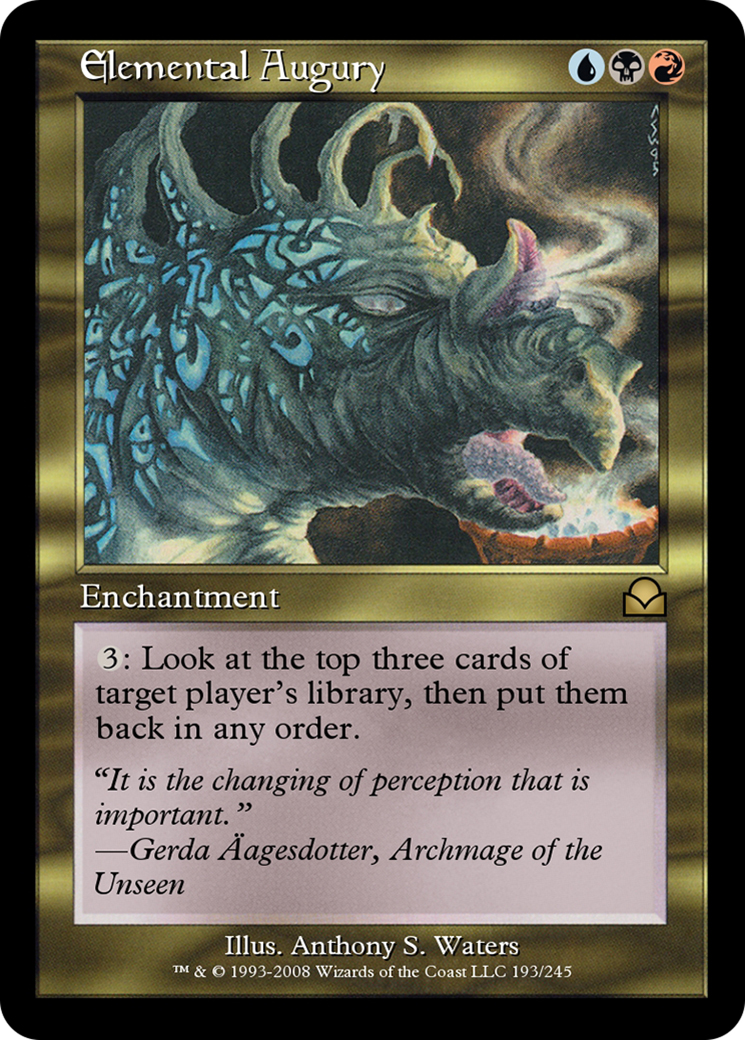 Elemental Augury
Enchantment
3: Look at the top three cards of
target player's library, then put them
back in any order.
“It is the changing of perception that is
important.”
—Gerda Äagesdotter, Archmage of the
Unseen
Illus. Anthony S. Waters
™ & © 1993-2008 Wizards of the Coast LLC 193/245